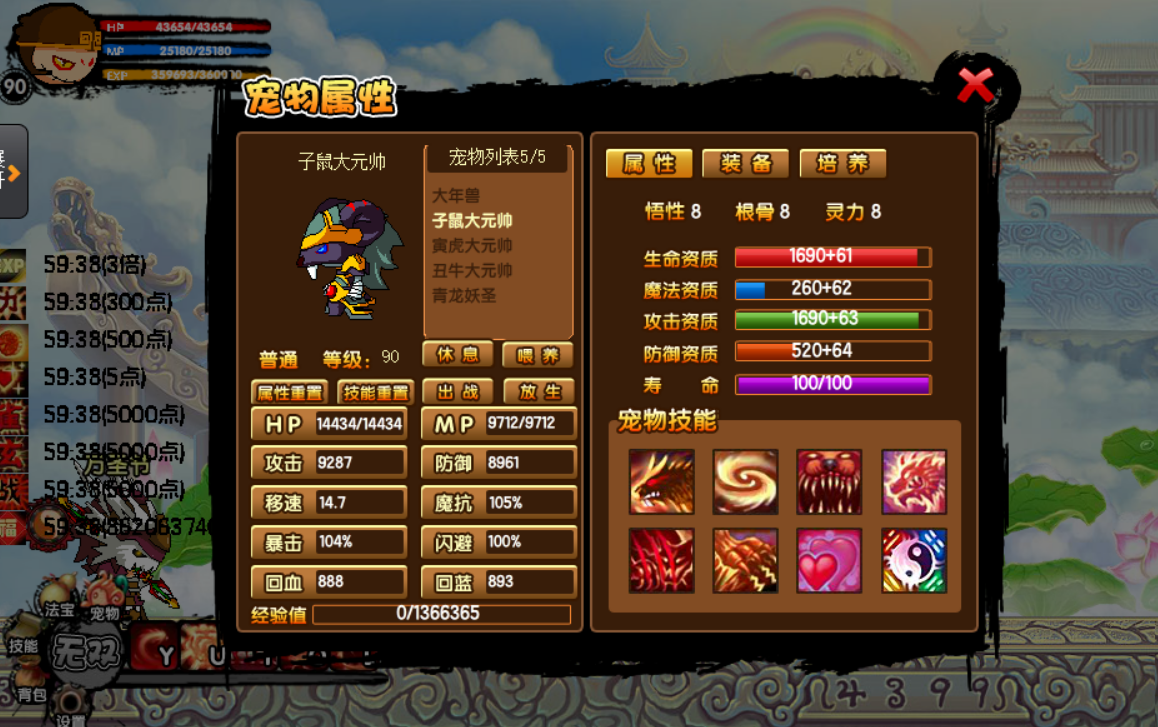 HP 43654/43654
MP 25180/25180
EXP
90
宠物属性
子鼠大元帅
宠物列表5/5
大年兽
子鼠大元帅
寅虎大元帅
丑牛大元帅
青龙妖圣
普通 等级: 90
休息 喂养
属性重置 技能重置 出战 放生
HP 14434/14434 MP 9712/9712
攻击 9287 防御 8961
移速 14.7 魔抗 105%
暴击 104% 闪避 100%
回血 888 回蓝 893
经验值 0/1366365
属性 装备 培养
悟性 8 根骨 8 灵力 8
生命资质 1690+61
魔法资质 260+62
攻击资质 1690+63
防御资质 520+64
寿命 100/100
宠物技能
EXP 59:38(3倍)
59:38(300点)
59:38(500点)
59:38(5点)
59:38(5000点)
59:38(5000点)
万圣节
法宝 宠物
技能 无双 Y U
背包
设置
4399